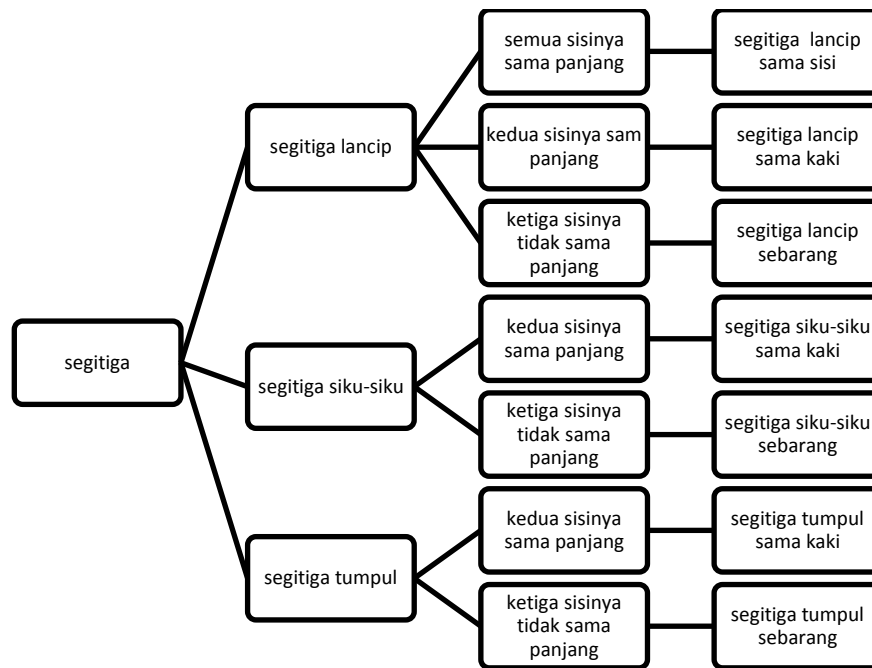 segitiga
segitiga lancip
semua sisinya
sama panjang
segitiga lancip
sama sisi
kedua sisinya sam
panjang
segitiga lancip
sama kaki
ketiga sisinya
tidak sama
panjang
segitiga lancip
sebarang
segitiga siku-siku
kedua sisinya
sama panjang
segitiga siku-siku
sama kaki
ketiga sisinya
tidak sama
panjang
segitiga siku-siku
sebarang
segitiga tumpul
kedua sisinya
sama panjang
segitiga tumpul
sama kaki
ketiga sisinya
tidak sama
panjang
segitiga tumpul
sebarang